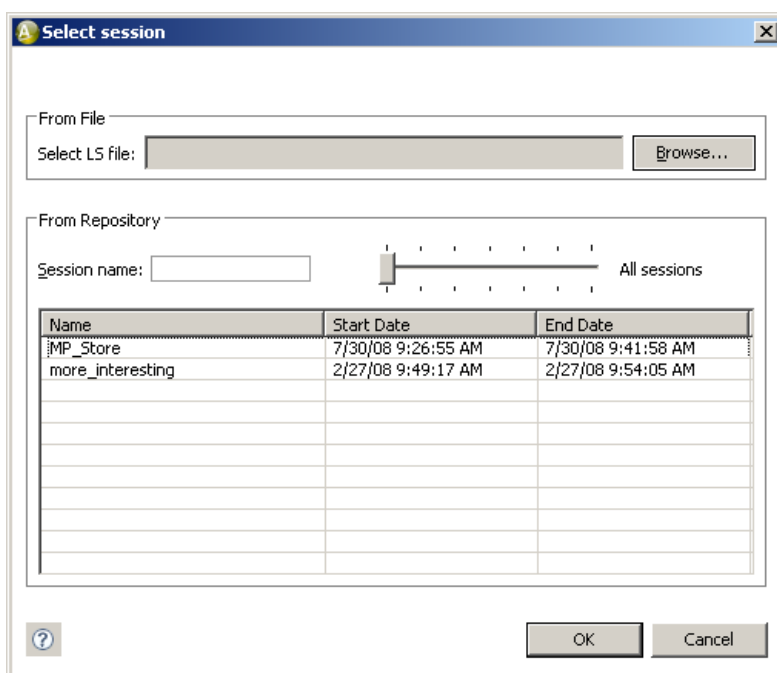 Select session
From File
Select LS file:
Browse...
From Repository
Session name:
All sessions
Name Start Date End Date
MP_Store 7/30/08 9:26:55 AM 7/30/08 9:41:58 AM
more_interesting 2/27/08 9:49:17 AM 2/27/08 9:54:05 AM
? OK Cancel